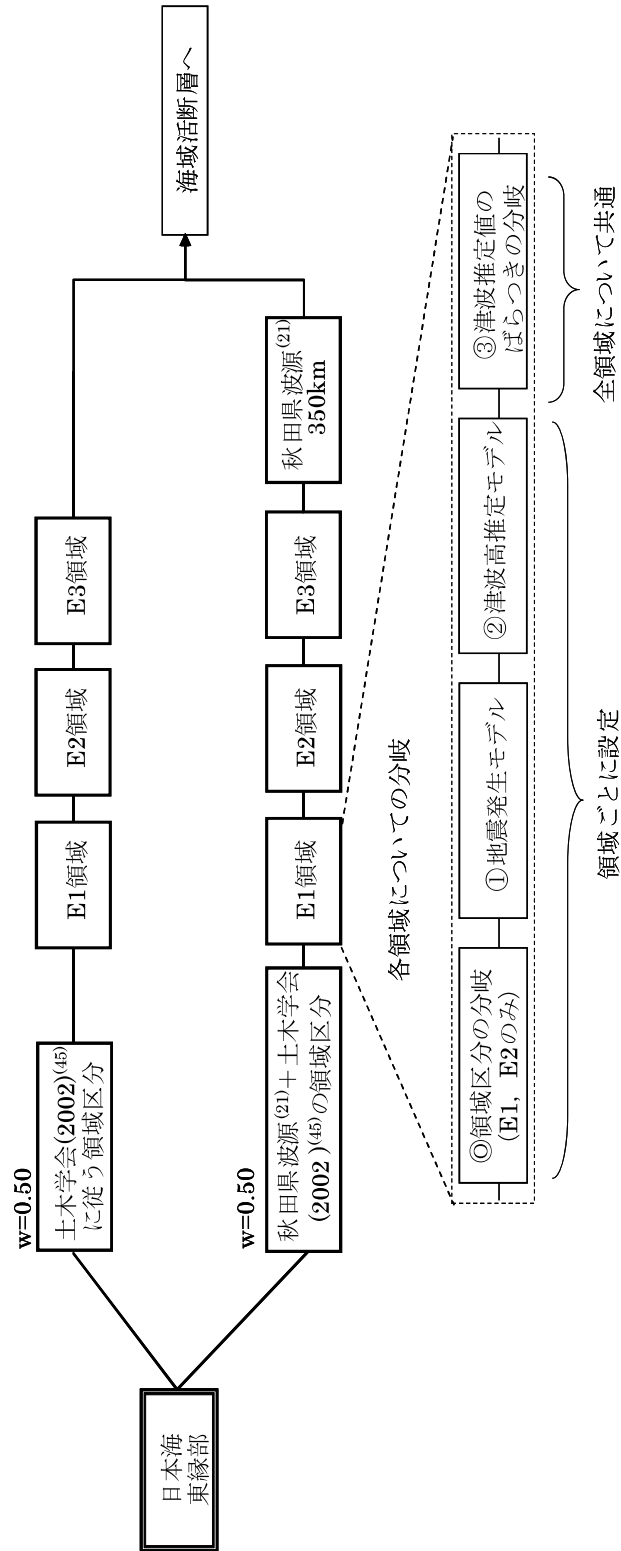 日本海
東縁部
w=0.50
土木学会(2002)(45)
に従う領域区分
E1領域
E2領域
E3領域
w=0.50
秋田県波源(21)＋土木学会
(2002 )(45)の領域区分
E1領域
E2領域
E3領域
秋田県波源(21)
350km
海域活断層へ
各領域についての分岐
⓪領域区分の分岐
(E1, E2のみ)
①地震発生モデル
②津波高推定モデル
③津波推定値の
ばらつきの分岐
領域ごとに設定
全領域について共通